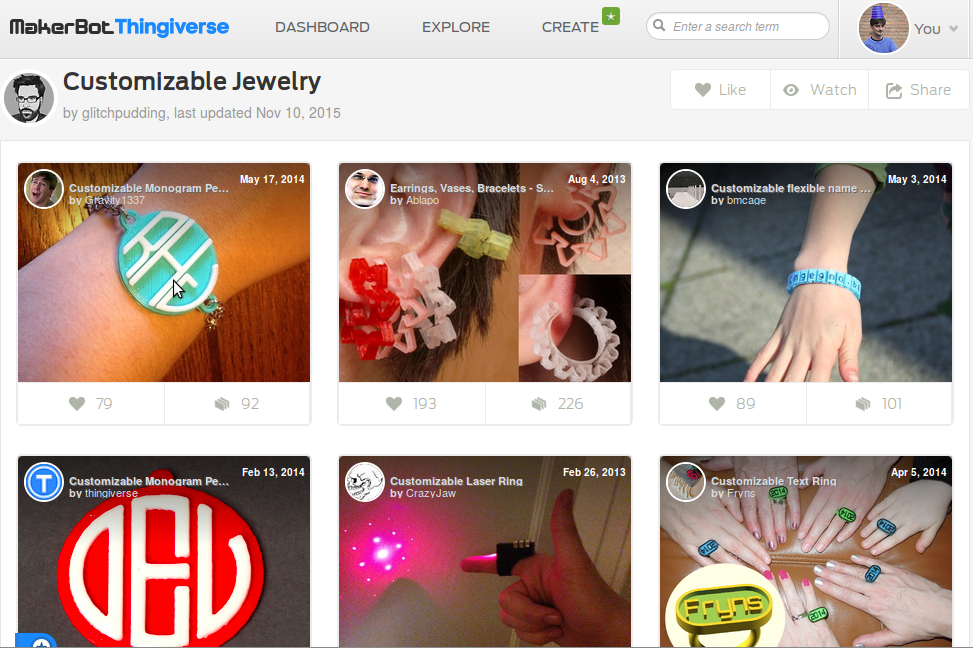 MakerBot Thingiverse
DASHBOARD
EXPLORE
CREATE
Enter a search term
You
Customizable Jewelry
by glitchpudding, last updated Nov 10, 2015
Like
Watch
Share
Customizable Monogram Pe...
May 17, 2014
by Gravity1337
79
92
Earrings, Vases, Bracelets - S...
Aug 4, 2013
by Ablapo
193
226
Customizable flexible name ...
May 3, 2014
by bmcage
89
101
Customizable Monogram Pe...
Feb 13, 2014
by thingiverse
Customizable Laser Ring
Feb 26, 2013
by CrazyJaw
Customizable Text Ring
Apr 5, 2014
by Fryns
Fryns
2014